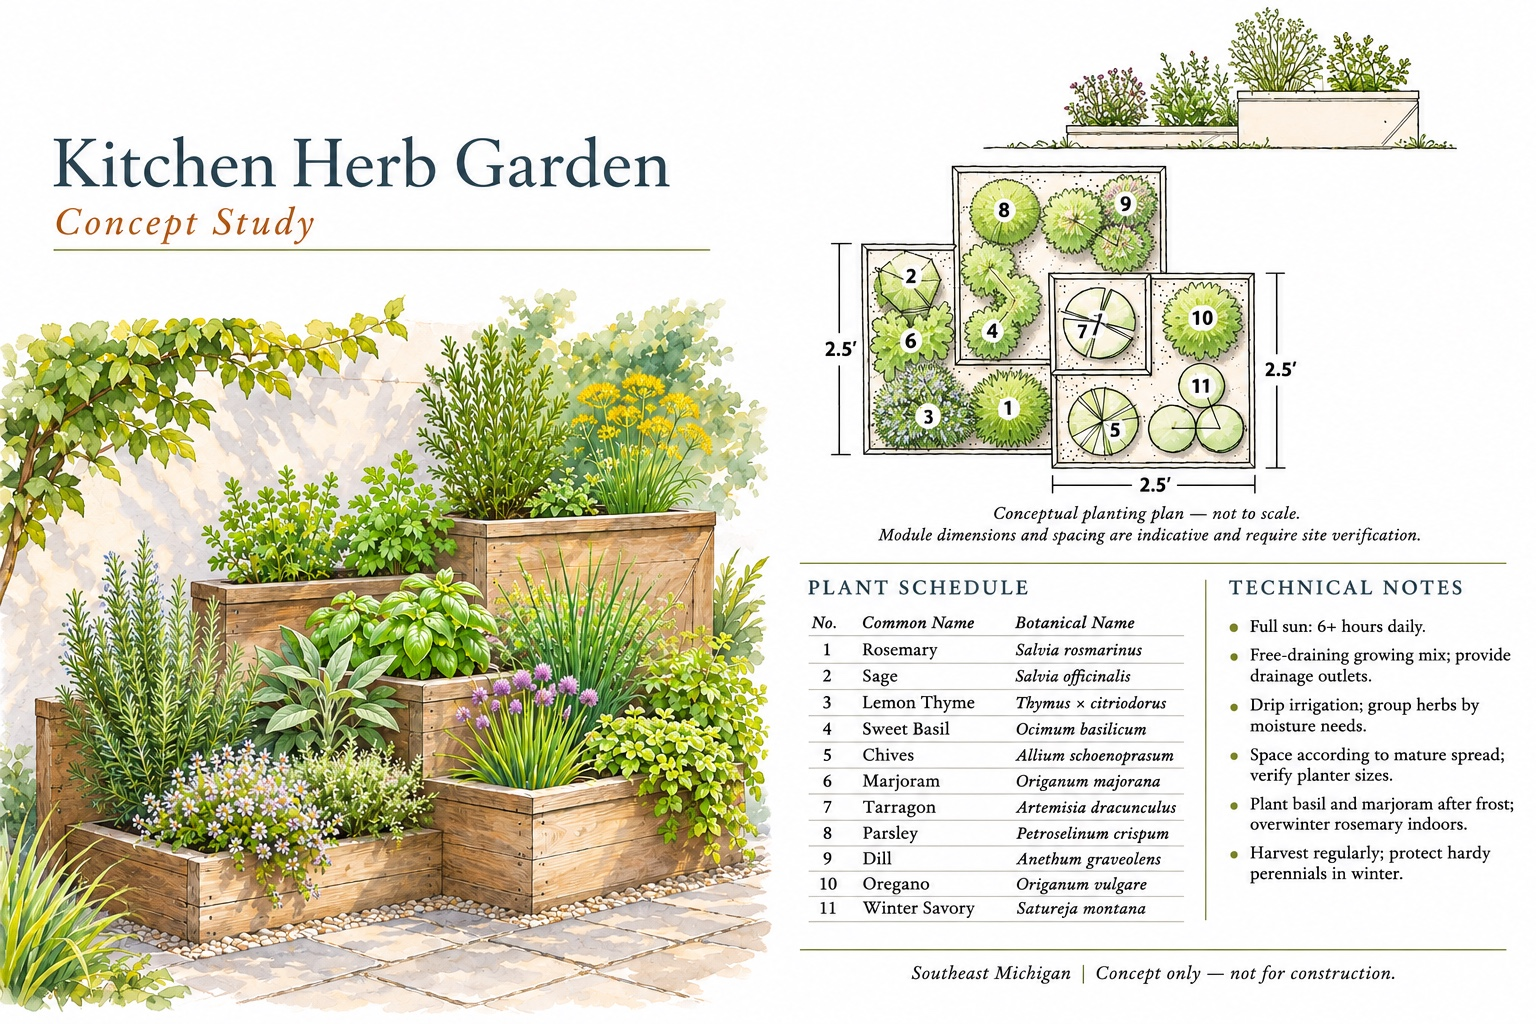 Kitchen Herb Garden
Concept Study
8
9
2
7
10
2.5′
6
4
2.5′
11
3
1
5
2.5′
Conceptual planting plan — not to scale.
Module dimensions and spacing are indicative and require site verification.
PLANT SCHEDULE
No. Common Name Botanical Name
1 Rosemary Salvia rosmarinus
2 Sage Salvia officinalis
3 Lemon Thyme Thymus × citriodorus
4 Sweet Basil Ocimum basilicum
5 Chives Allium schoenoprasum
6 Marjoram Origanum majorana
7 Tarragon Artemisia dracunculus
8 Parsley Petroselinum crispum
9 Dill Anethum graveolens
10 Oregano Origanum vulgare
11 Winter Savory Satureja montana
TECHNICAL NOTES
Full sun: 6+ hours daily.
Free-draining growing mix; provide
drainage outlets.
Drip irrigation; group herbs by
moisture needs.
Space according to mature spread;
verify planter sizes.
Plant basil and marjoram after frost;
overwinter rosemary indoors.
Harvest regularly; protect hardy
perennials in winter.
Southeast Michigan | Concept only — not for construction.